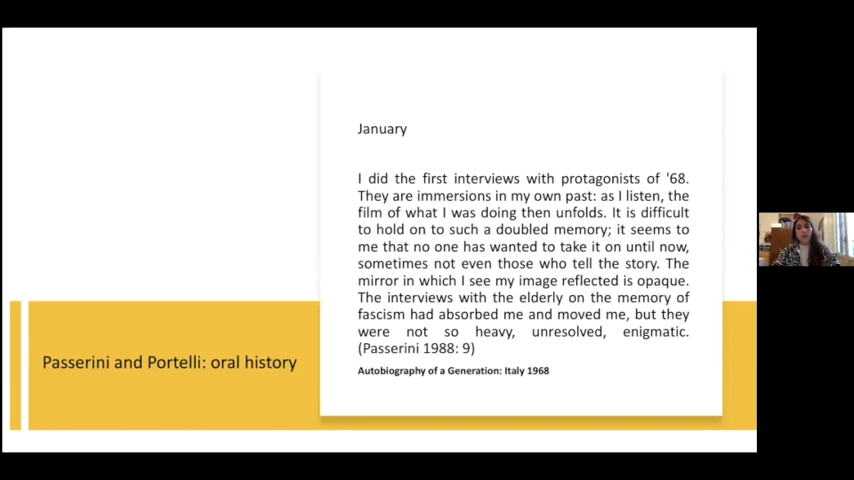 January
I did the first interviews with protagonists of '68.
They are immersions in my own past: as I listen, the
film of what I was doing then unfolds. It is difficult
to hold on to such a doubled memory; it seems to
me that no one has wanted to take it on until now,
sometimes not even those who tell the story. The
mirror in which I see my image reflected is opaque.
The interviews with the elderly on the memory of
fascism had absorbed me and moved me, but they
were not so heavy, unresolved, enigmatic.
(Passerini 1988: 9)
Autobiography of a Generation: Italy 1968
Passerini and Portelli: oral history